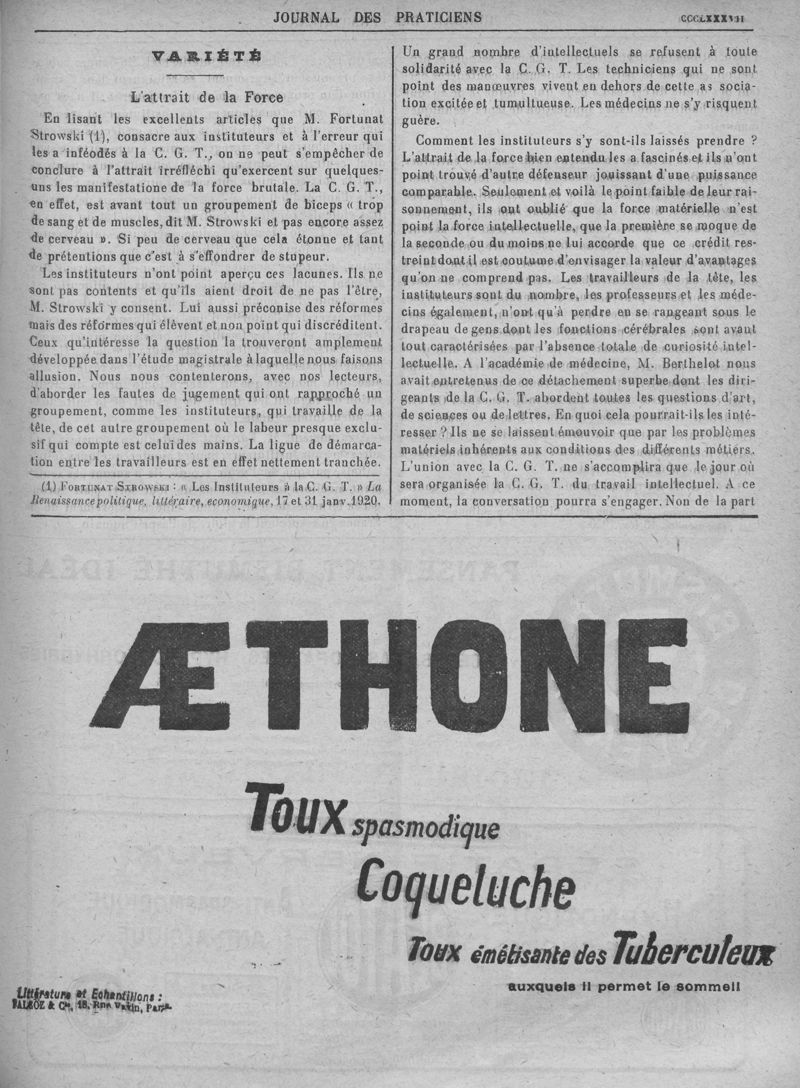 JOURNAL DES PRATICIENS
VARIÉTÉ
L'attrait de la Force
En lisant les excellents articles que M. Fortunat
Strowski (1), consacre aux instituteurs et à l'erreur qui
les a inféodés à la C. G. T., on ne peut s'empêcher de
conclure à l'attrait irréfléchi qu'exercent sur quelques-
uns les manifestatione de la force brutale. La C. G. T.,
en effet, est avant tout un groupement de biceps « trop
de sang et de muscles, dit M. Strowski et pas encore assez
de cerveau ». Si peu de cerveau que cela étonne et tant
de prétentions que c'est à s'effondrer de stupeur.
Les instituteurs n'ont point aperçu ces lacunes. Ils ne
sont pas contents et qu'ils aient droit de ne pas l'être,
M. Strowski y consent. Lui aussi préconise des réformes
mais des réformes qui élèvent et non point qui discréditent.
Ceux qu'intéresse la question la trouveront amplement
développée dans l'étude magistrale à laquelle nous faisons
allusion. Nous nous contenterons, avec nos lecteurs,
d'aborder les fautes de jugement qui ont rapproché un
groupement, comme les instituteurs, qui travaille de la
tête, de cet autre groupement où le labeur presque exclu-
sif qui compte est celui des mains. La ligue de démarca-
tion entre les travailleurs est en effet nettement tranchée.
(1) FORTUNAT STROWSKI : « Les Instituteurs à la C. G. T. » La
Renaissance politique, littéraire, economique, 17 et 31 janv. 1920.
Un grand nombre d'intellectuels se refusent à toute
solidarité avec la C. G. T. Les techniciens qui ne sont
point des manœuvres vivent en dehors de cette as socia-
tion excitée et tumultueuse. Les médecins ne s'y risquent
guère.
Comment les instituteurs s'y sont-ils laissés prendre ?
L'attrait de la force bien entendu les a fascinés et ils n'ont
point trouvé d'autre défenseur jouissant d'une puissance
comparable. Seulement et voilà le point faible de leur rai-
sonnement, ils ont oublié que la force matérielle n'est
point la force intellectuelle, que la première se moque de
la seconde ou du moins ne lui accorde que ce crédit res-
treint dont il est coutume d'envisager la valeur d'avantages
qu'on ne comprend pas. Les travailleurs de la tête, les
instituteurs sont du nombre, les professeurs et les méde-
cins également, n'ont qu'à perdre en se rangeant sous le
drapeau de gens dont les fonctions cérébrales sont avant
tout caractérisées par l'absence totale de curiosité intel-
lectuelle. A l'académie de médecine, M. Berthelot nous
avait entretenus de ce détachement superbe dont les diri-
geants de la C. G. T. abordent toutes les questions d'art,
de sciences ou de lettres. En quoi cela pourrait-ils les inté-
resser ? Ils ne se laissent émouvoir que par les problèmes
matériels inhérents aux conditions des différents métiers.
L'union avec la C. G. T. ne s'accomplira que le jour où
sera organisée la C. G. T. du travail intellectuel. A ce
moment, la conversation pourra s'engager. Non de la part
ÆTHONE
Toux spasmodique
Coqueluche
Toux émétisante des Tuberculeux
auxquels il permet le sommeil
Littérature et Echantillons :
FALCOZ & Cie, 18, Rue Vavin, Paris.